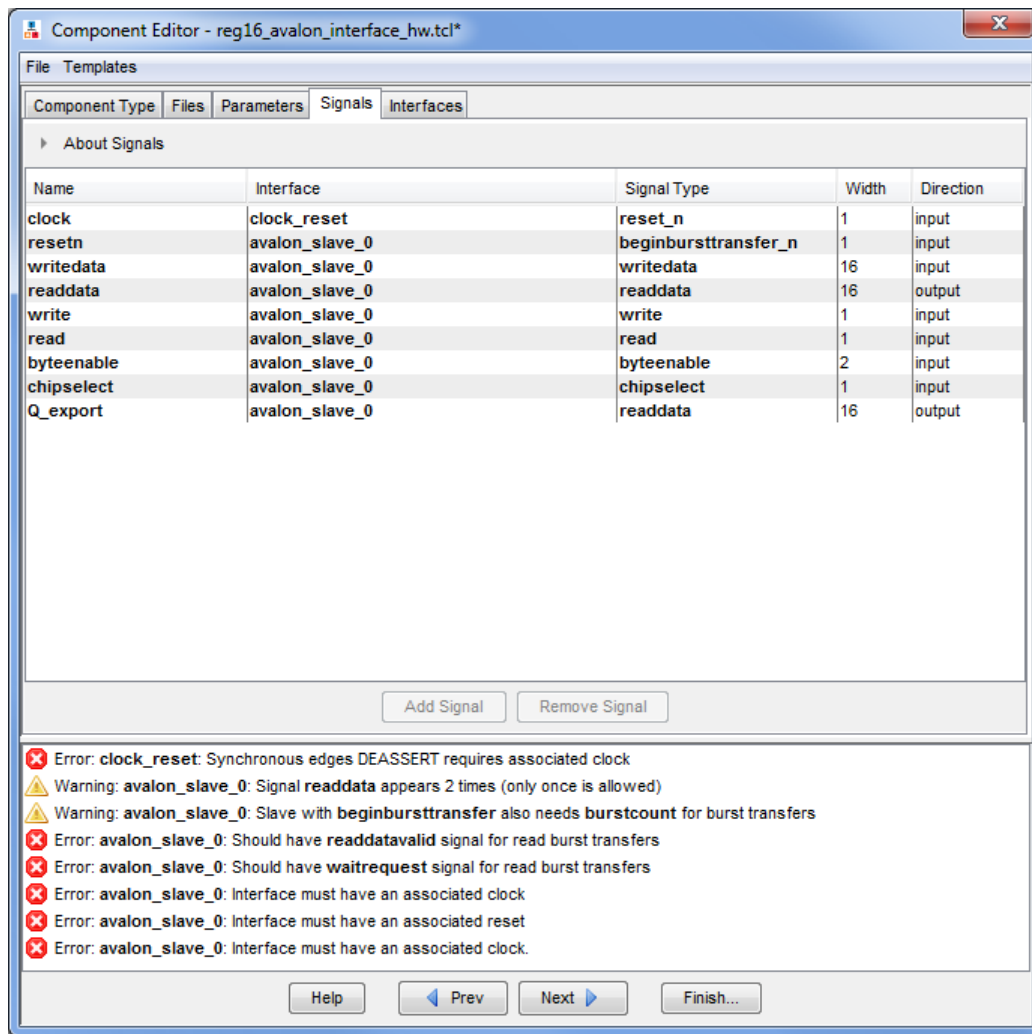 Component Editor - reg16_avalon_interface_hw.tcl*
File Templates
Component Type Files Parameters Signals Interfaces
About Signals
Name Interface Signal Type Width Direction
clock clock_reset reset_n 1 input
resetn avalon_slave_0 beginbursttransfer_n 1 input
writedata avalon_slave_0 writedata 16 input
readdata avalon_slave_0 readdata 16 output
write avalon_slave_0 write 1 input
read avalon_slave_0 read 1 input
byteenable avalon_slave_0 byteenable 2 input
chipselect avalon_slave_0 chipselect 1 input
Q_export avalon_slave_0 readdata 16 output
Add Signal Remove Signal
Error: clock_reset: Synchronous edges DEASSERT requires associated clock
Warning: avalon_slave_0: Signal readdata appears 2 times (only once is allowed)
Warning: avalon_slave_0: Slave with beginbursttransfer also needs burstcount for burst transfers
Error: avalon_slave_0: Should have readdatavalid signal for read burst transfers
Error: avalon_slave_0: Should have waitrequest signal for read burst transfers
Error: avalon_slave_0: Interface must have an associated clock
Error: avalon_slave_0: Interface must have an associated reset
Error: avalon_slave_0: Interface must have an associated clock.
Help Prev Next Finish...